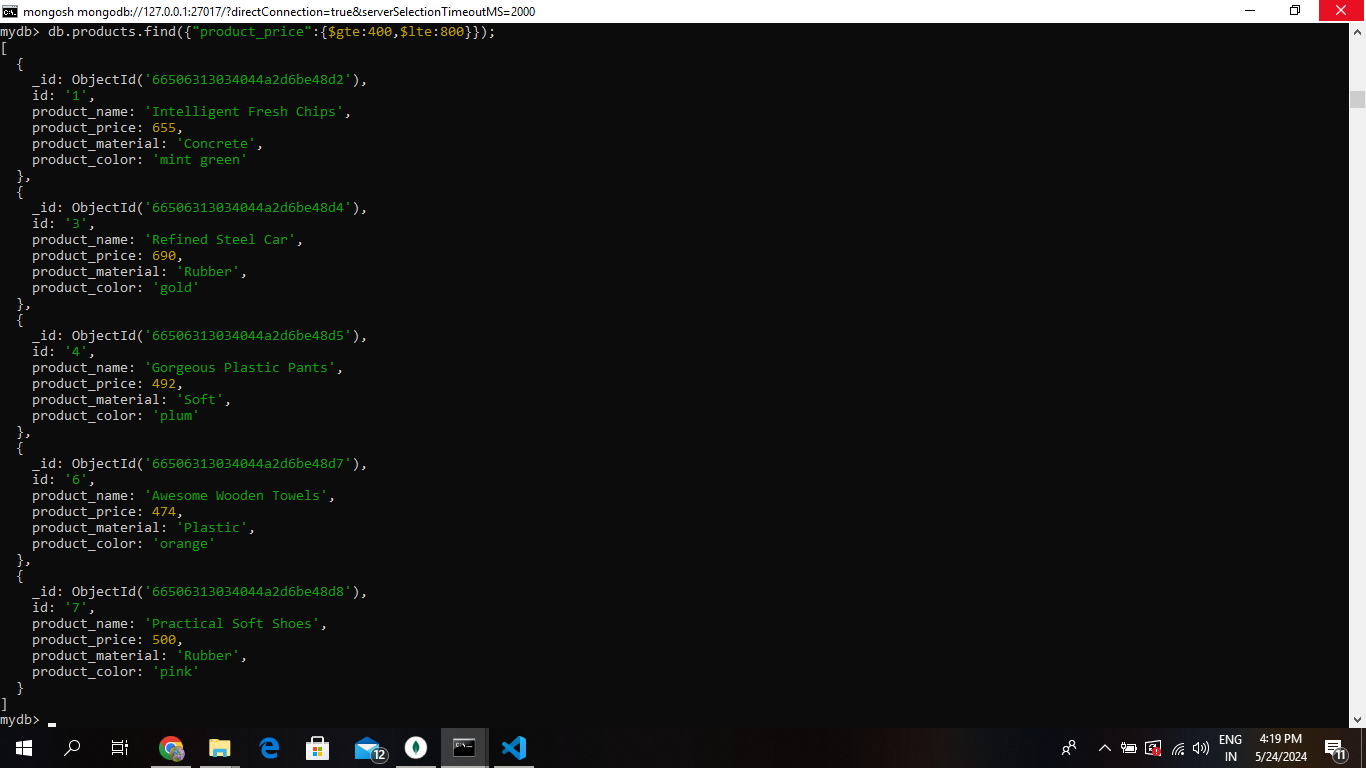 mongosh mongodb://127.0.0.1:27017/?directConnection=true&serverSelectionTimeoutMS=2000
mydb> db.products.find({"product_price":{$gte:400,$lte:800}});
[
  {
    _id: ObjectId('66506313034044a2d6be48d2'),
    id: '1',
    product_name: 'Intelligent Fresh Chips',
    product_price: 655,
    product_material: 'Concrete',
    product_color: 'mint green'
  },
  {
    _id: ObjectId('66506313034044a2d6be48d4'),
    id: '3',
    product_name: 'Refined Steel Car',
    product_price: 690,
    product_material: 'Rubber',
    product_color: 'gold'
  },
  {
    _id: ObjectId('66506313034044a2d6be48d5'),
    id: '4',
    product_name: 'Gorgeous Plastic Pants',
    product_price: 492,
    product_material: 'Soft',
    product_color: 'plum'
  },
  {
    _id: ObjectId('66506313034044a2d6be48d7'),
    id: '6',
    product_name: 'Awesome Wooden Towels',
    product_price: 474,
    product_material: 'Plastic',
    product_color: 'orange'
  },
  {
    _id: ObjectId('66506313034044a2d6be48d8'),
    id: '7',
    product_name: 'Practical Soft Shoes',
    product_price: 500,
    product_material: 'Rubber',
    product_color: 'pink'
  }
]
mydb>
12
ENG
IN
4:19 PM
5/24/2024
11